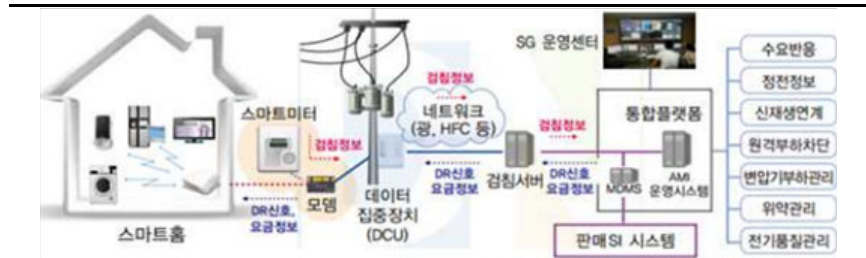 SG 운영센터
수요반응
검침정보
정전정보
스마트미터
네트워크
(광, HFC 등)
통합플랫폼
신재생연계
검침정보
검침정보
원격부하차단
DR신호
요금정보
DR신호
요금정보
검침서버
MDMS
AMI
운영시스템
변압기부하관리
모뎀
데이터
집중장치
(DCU)
DR신호,
요금정보
위약관리
스마트홈
판매SI 시스템
전기품질관리